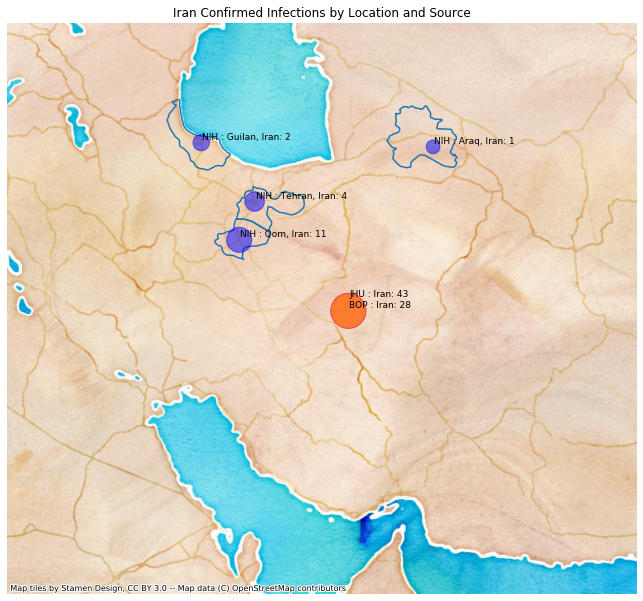 Iran Confirmed Infections by Location and Source
NIH : Guilan, Iran: 2
NIH : Araq, Iran: 1
NIH : Tehran, Iran: 4
NIH : Qom, Iran: 11
JHU : Iran: 43
BOP : Iran: 28
Map tiles by Stamen Design, CC BY 3.0 -- Map data (C) OpenStreetMap contributors